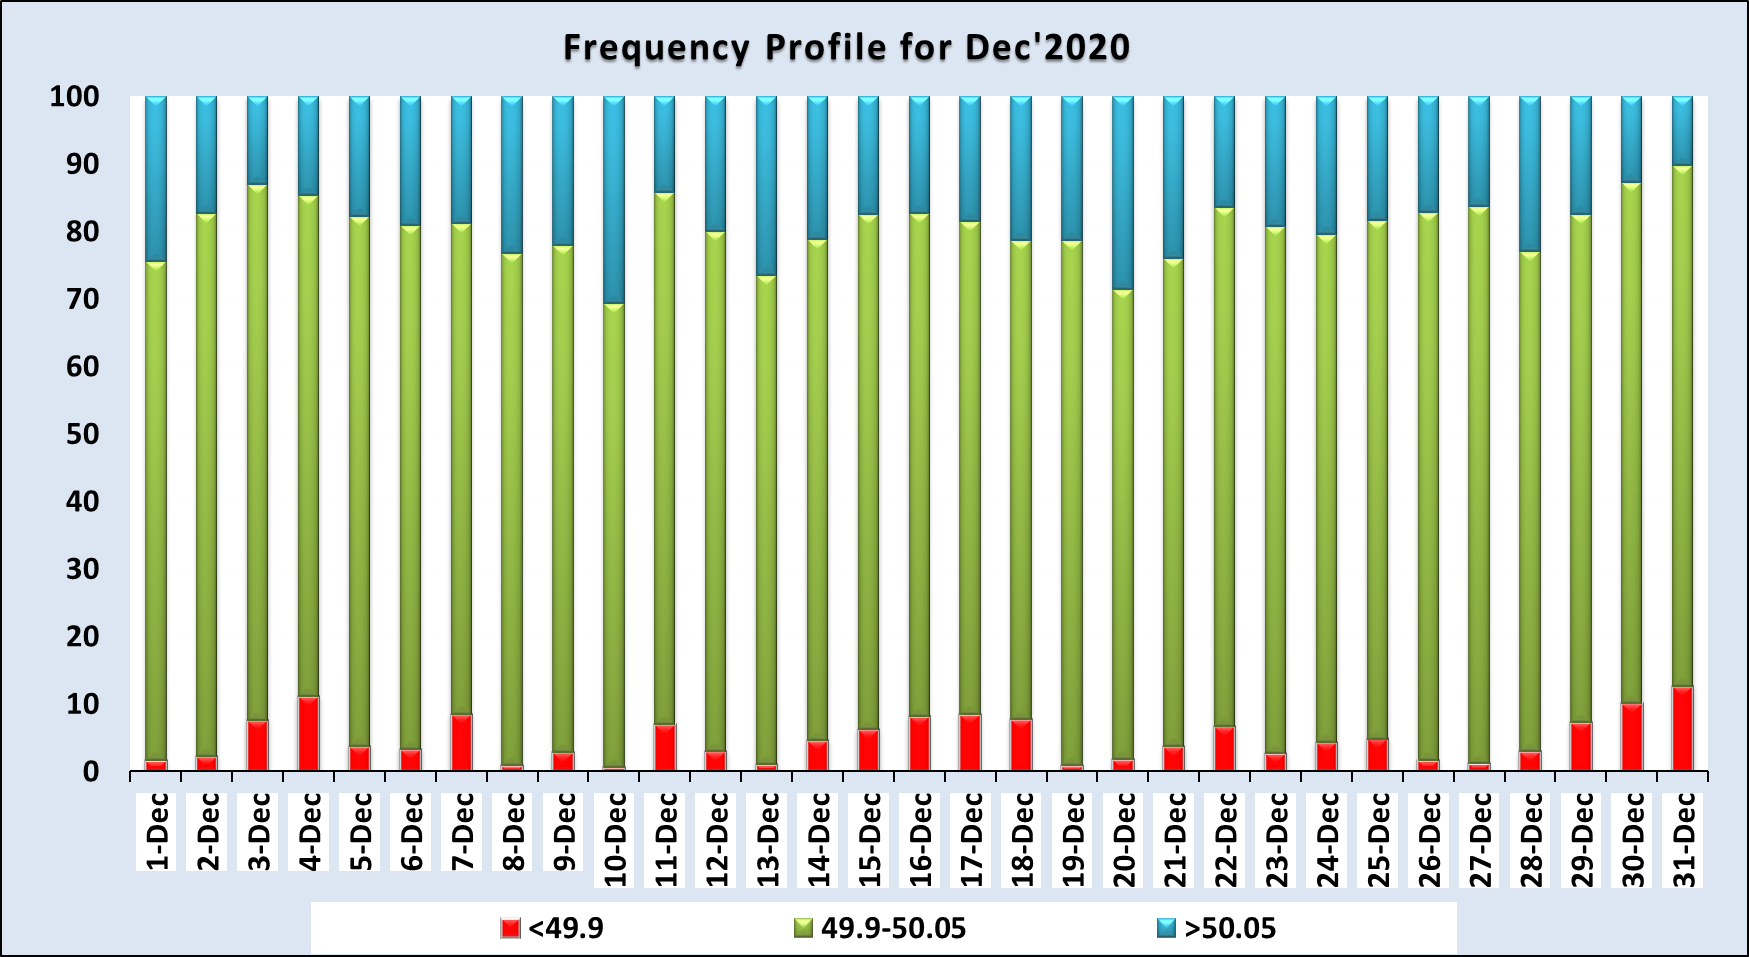 Frequency Profile for Dec'2020
100
90
80
70
60
50
40
30
20
10
0
1-Dec
2-Dec
3-Dec
4-Dec
5-Dec
6-Dec
7-Dec
8-Dec
9-Dec
10-Dec
11-Dec
12-Dec
13-Dec
14-Dec
15-Dec
16-Dec
17-Dec
18-Dec
19-Dec
20-Dec
21-Dec
22-Dec
23-Dec
24-Dec
25-Dec
26-Dec
27-Dec
28-Dec
29-Dec
30-Dec
31-Dec
<49.9
49.9-50.05
>50.05